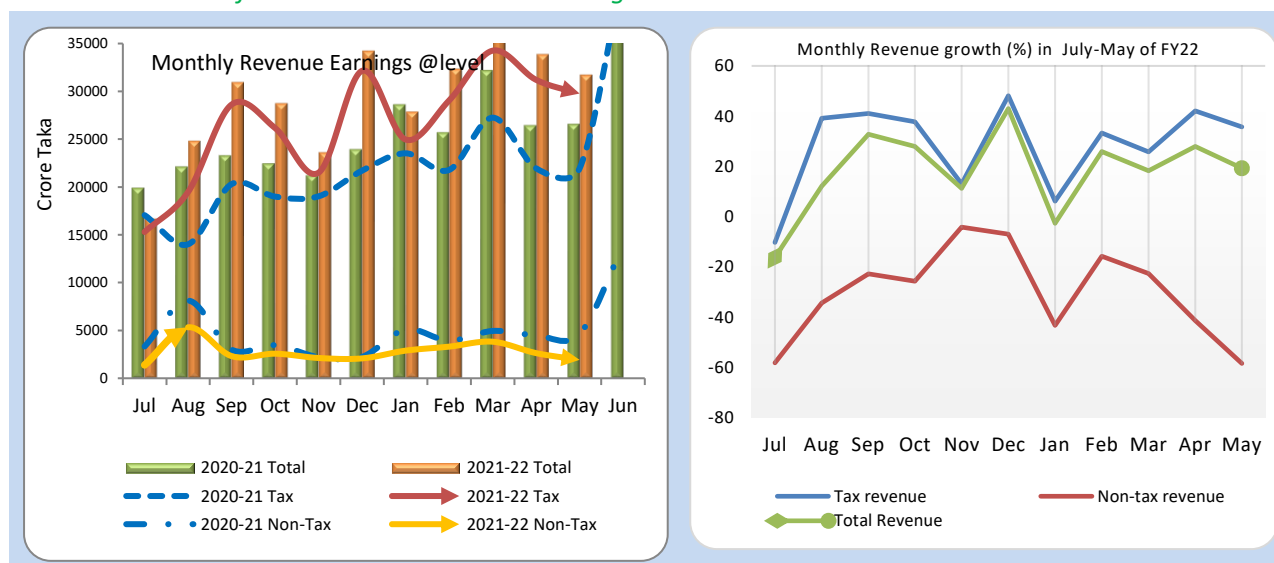 Monthly Revenue Earnings @level
35000
30000
25000
20000
15000
10000
5000
0
Crore Taka
Jul Aug Sep Oct Nov Dec Jan Feb Mar Apr May Jun
2020-21 Total 2021-22 Total
2020-21 Tax 2021-22 Tax
2020-21 Non-Tax 2021-22 Non-Tax
Monthly Revenue growth (%) in July-May of FY22
60
40
20
0
-20
-40
-60
-80
Jul Aug Sep Oct Nov Dec Jan Feb Mar Apr May
Tax revenue Non-tax revenue
Total Revenue